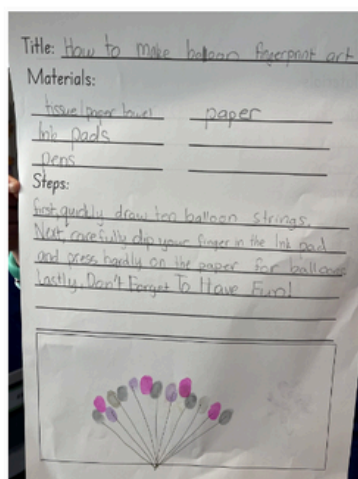 Title: How to make baloon fingerprint art
Materials:
tissue/paper towel paper
Ink pads
pens
Steps:
first, quickly draw ten balloon strings.
Next, carefully dip your finger in the Ink pad
and press hardly on the paper for balloons
lastly, Don't Forget To Have Fun!